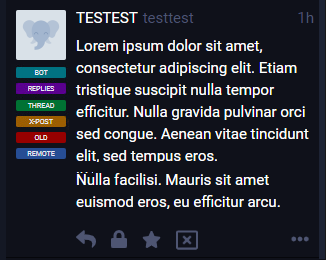 TESTEST testtest 1h
BOT
REPLIES
THREAD
X-POST
OLD
REMOTE
Lorem ipsum dolor sit amet,
consectetur adipiscing elit. Etiam
tristique suscipit nulla tempor
efficitur. Nulla gravida pulvinar orci
sed congue. Aenean vitae tincidunt
elit, sed tempus eros.
Nulla facilisi. Mauris sit amet
euismod eros, eu efficitur arcu.